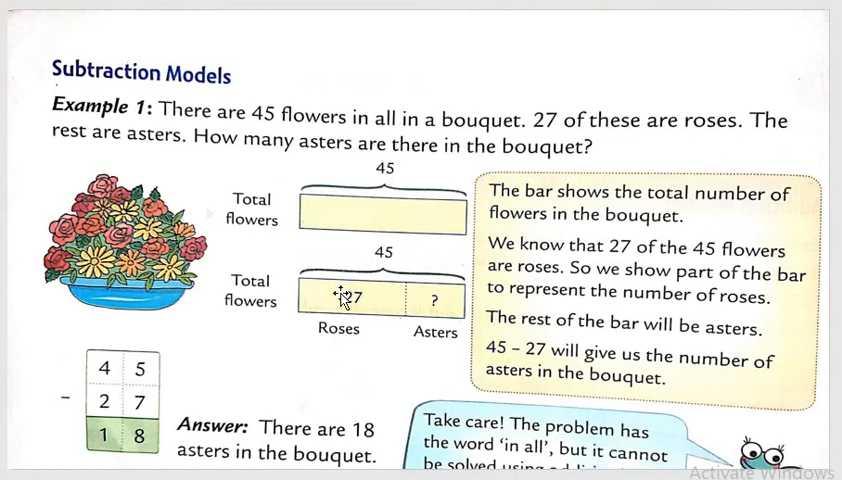 Subtraction Models
Example 1: There are 45 flowers in all in a bouquet. 27 of these are roses. The
rest are asters. How many asters are there in the bouquet?
45
Total
flowers
45
Total
flowers
27
?
Roses
Asters
The bar shows the total number of
flowers in the bouquet.
We know that 27 of the 45 flowers
are roses. So we show part of the bar
to represent the number of roses.
The rest of the bar will be asters.
45 – 27 will give us the number of
asters in the bouquet.
4 5
– 2 7
1 8
Answer: There are 18
asters in the bouquet.
Take care! The problem has
the word ‘in all’, but it cannot
be solved using
Activate Windows